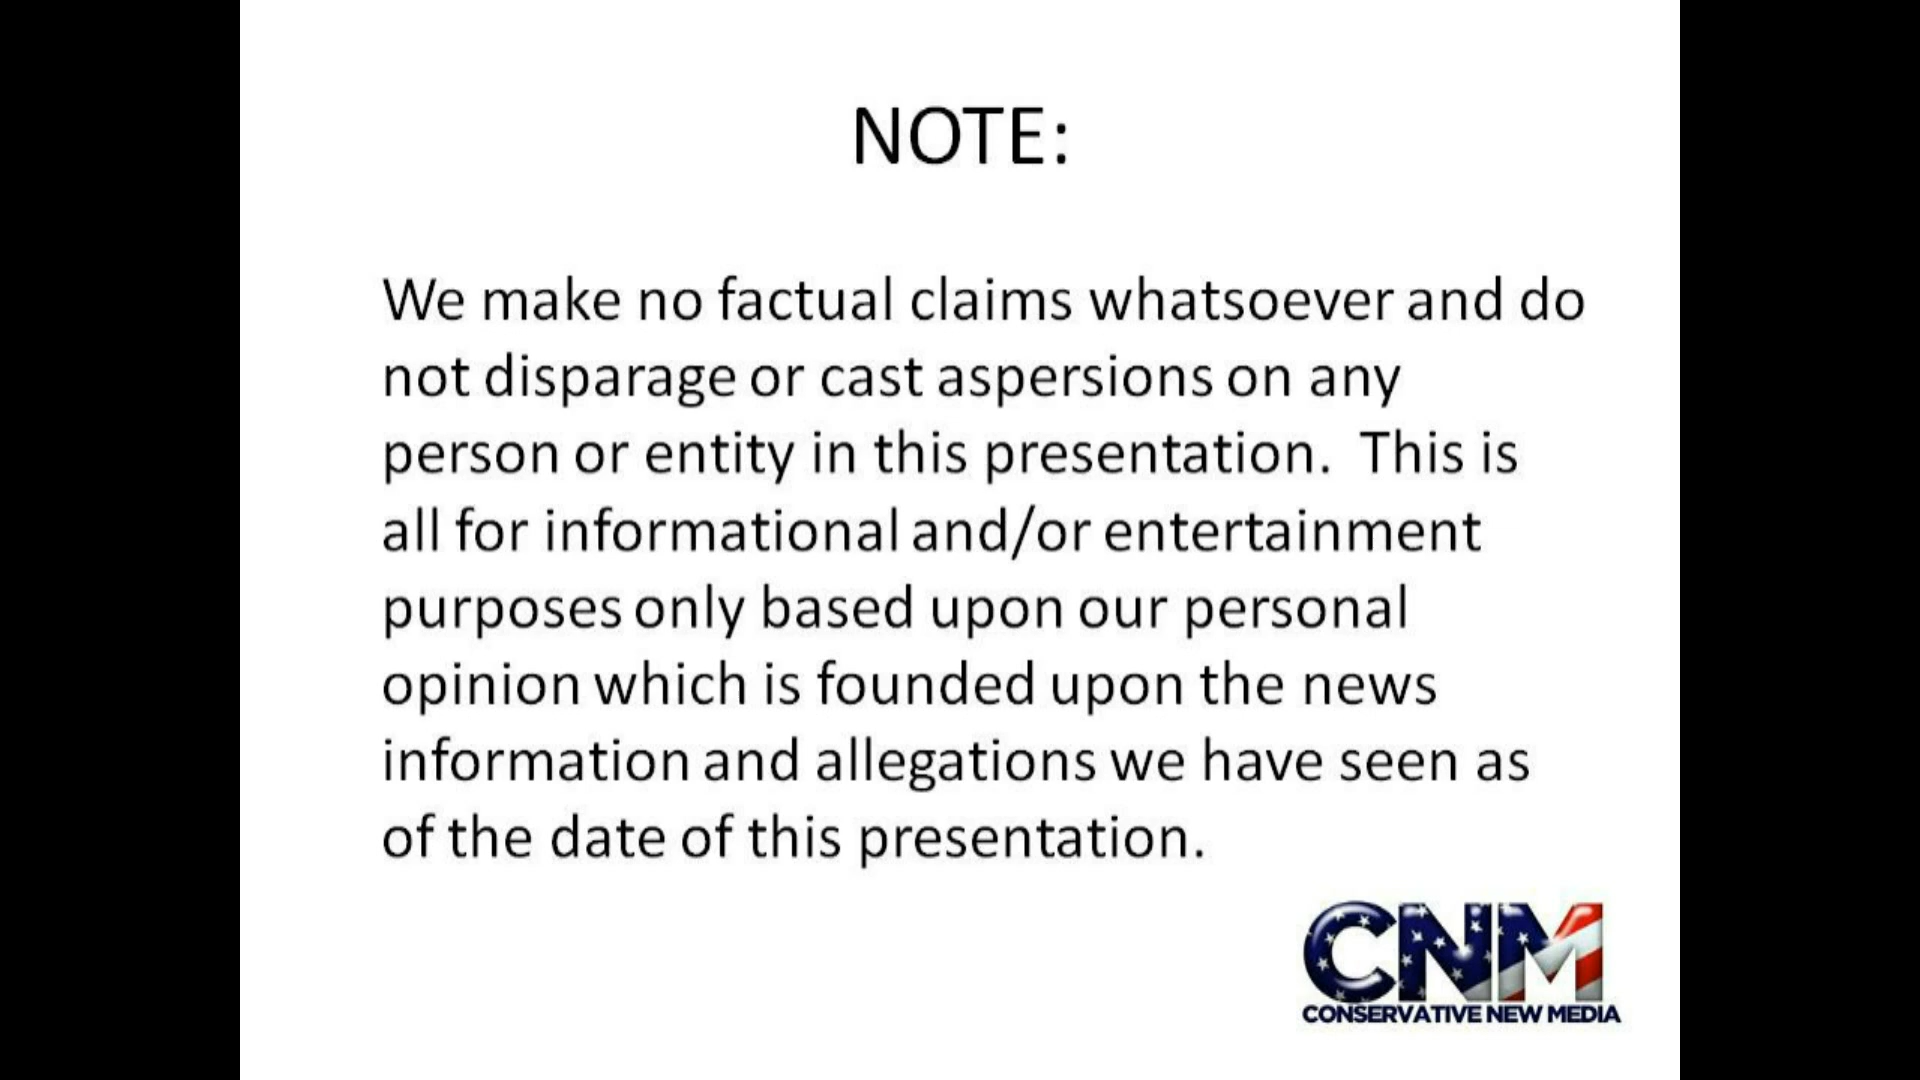 NOTE:
We make no factual claims whatsoever and do
not disparage or cast aspersions on any
person or entity in this presentation.  This is
all for informational and/or entertainment
purposes only based upon our personal
opinion which is founded upon the news
information and allegations we have seen as
of the date of this presentation.
CNM
CONSERVATIVE NEW MEDIA